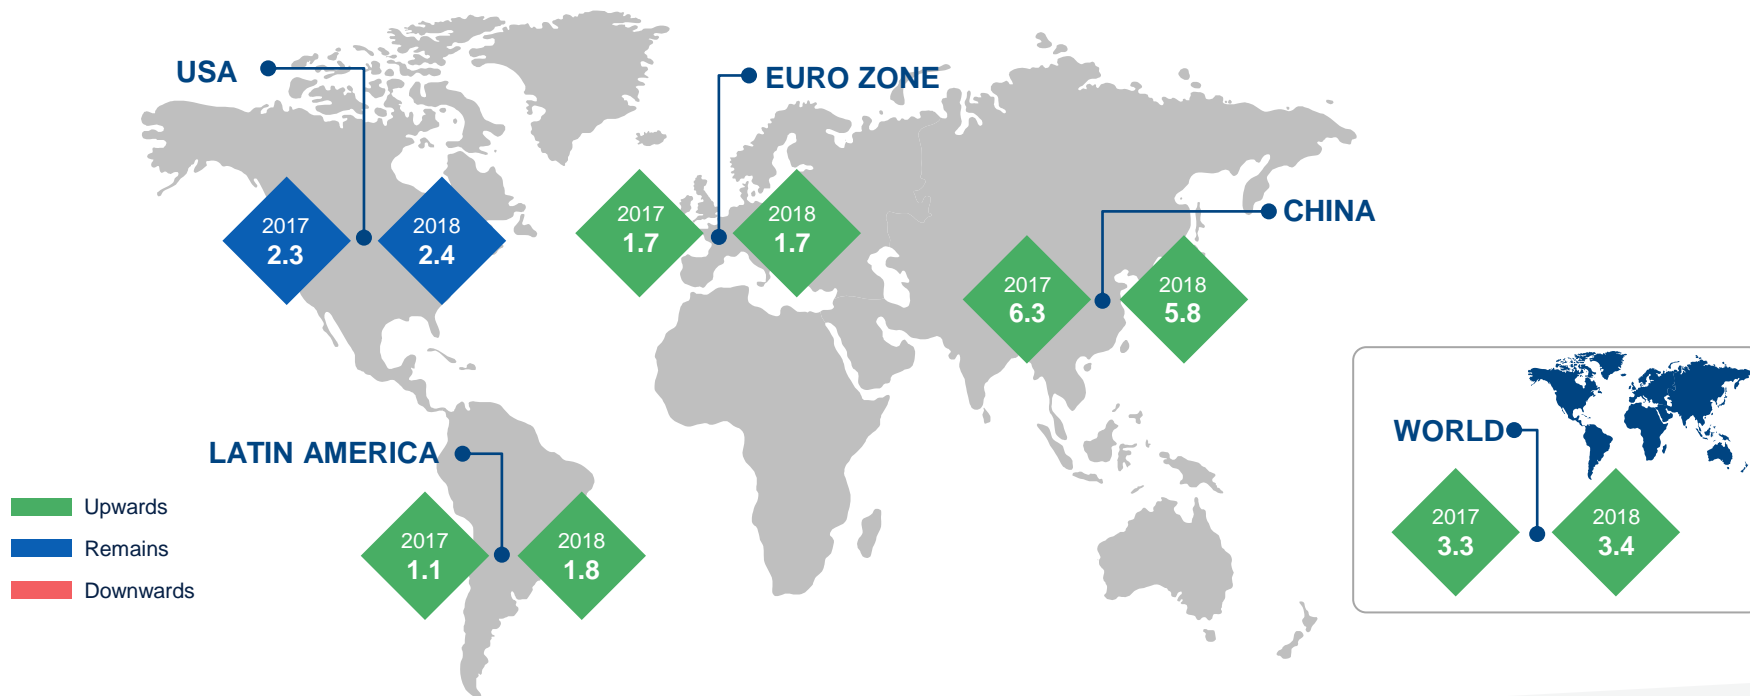 USA
2017
2.3
2018
2.4
EURO ZONE
2017
1.7
2018
1.7
CHINA
2017
6.3
2018
5.8
LATIN AMERICA
2017
1.1
2018
1.8
WORLD
2017
3.3
2018
3.4
Upwards
Remains
Downwards